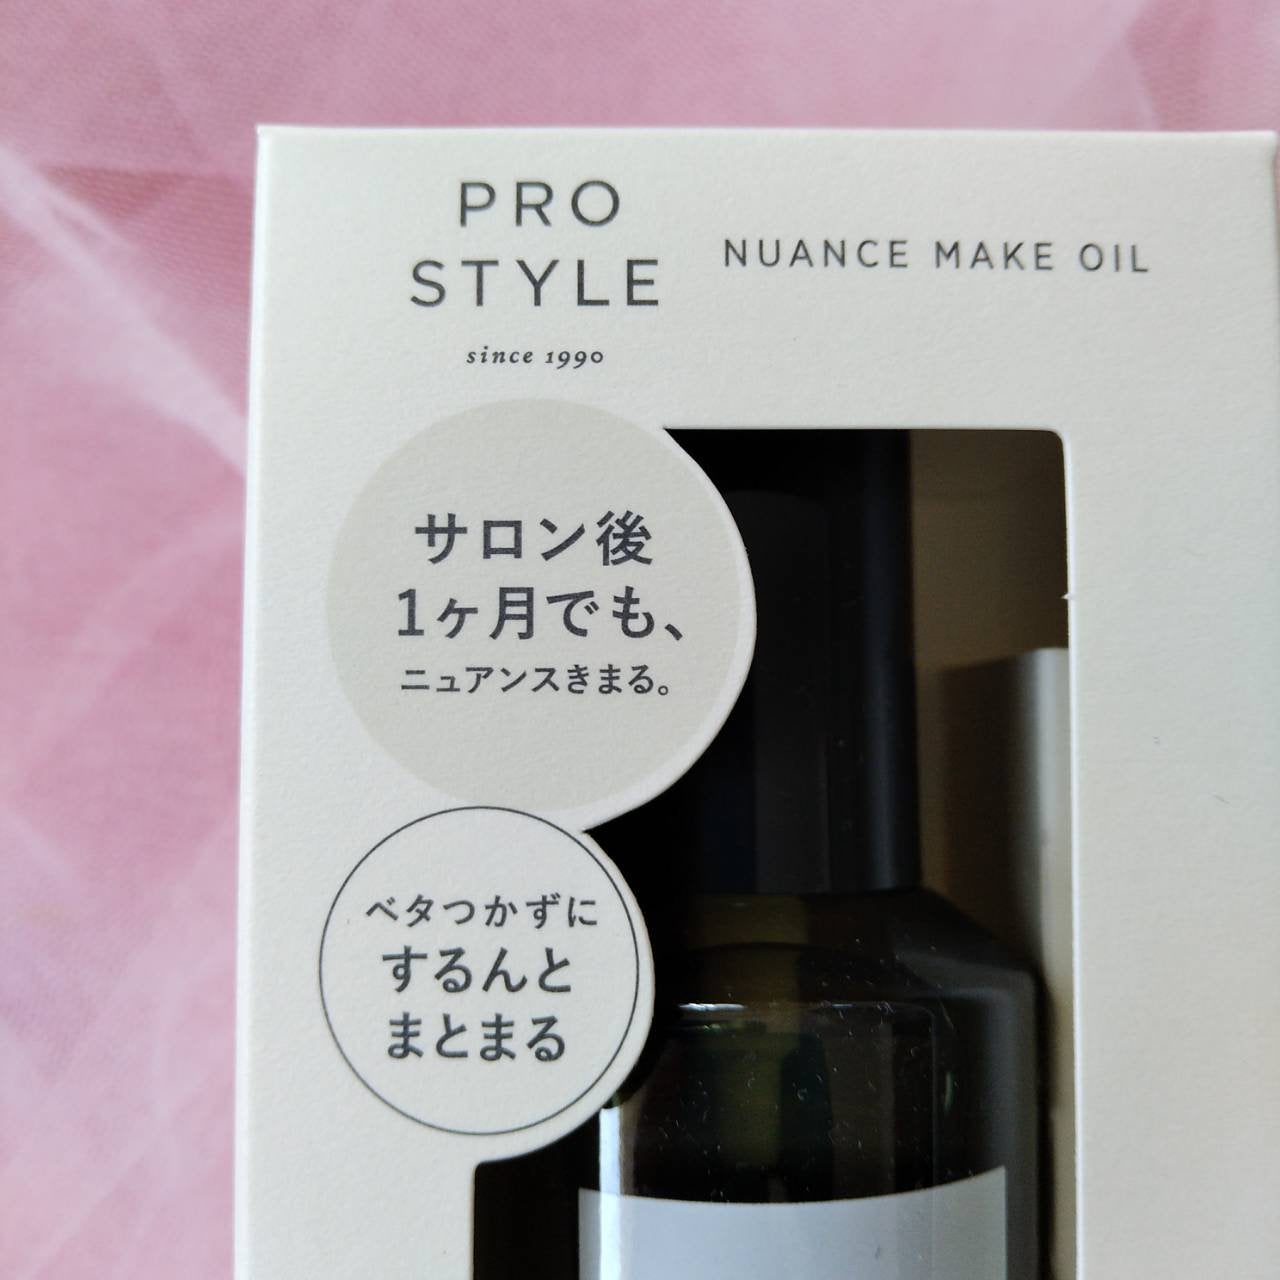 PRO
STYLE
since 1990
NUANCE MAKE OIL
サロン後
1ヶ月でも、
ニュアンスきまる。
ベタつかずに
するんと
まとまる